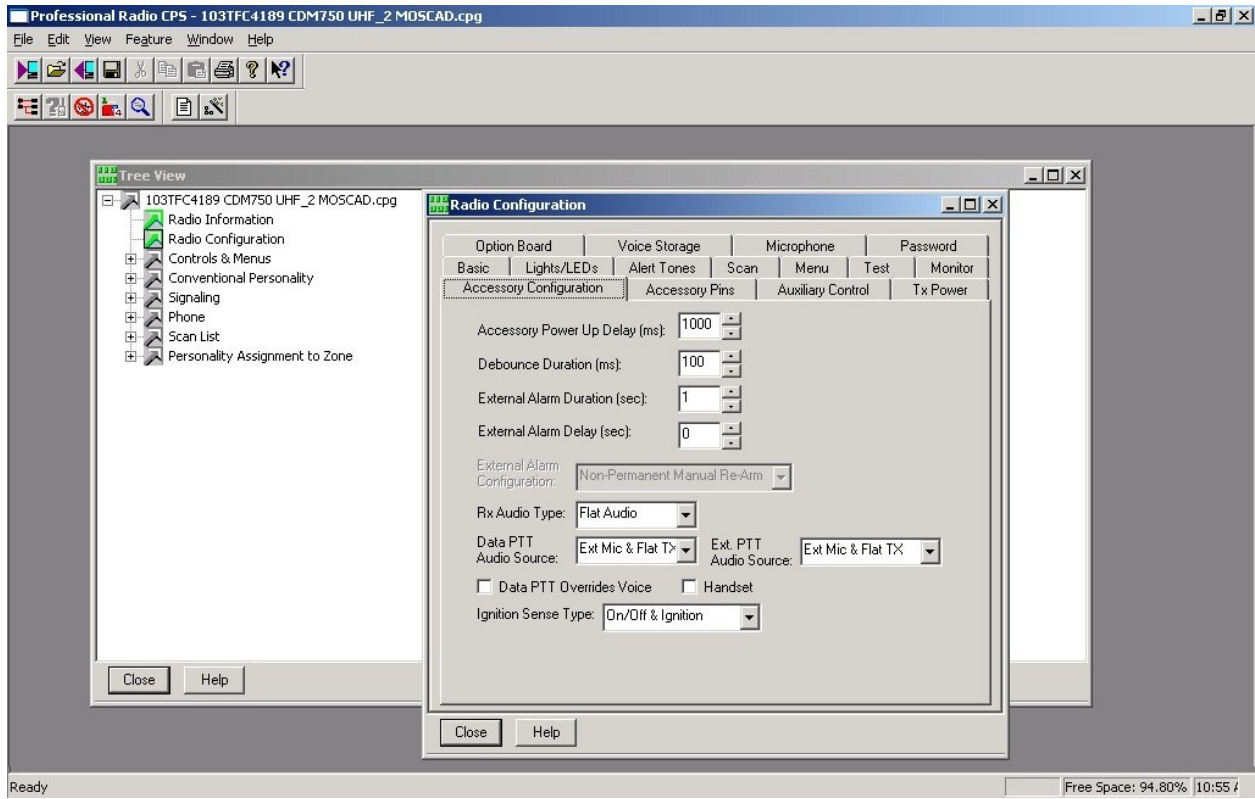 Professional Radio CPS - 103TFC4189 CDM750 UHF_2 MOSCAD.cpg
File Edit View Feature Window Help
Tree View
103TFC4189 CDM750 UHF_2 MOSCAD.cpg
Radio Information
Radio Configuration
Controls & Menus
Conventional Personality
Signaling
Phone
Scan List
Personality Assignment to Zone
Close Help
Radio Configuration
Option Board Voice Storage Microphone Password
Basic Lights/LEDs Alert Tones Scan Menu Test Monitor
Accessory Configuration Accessory Pins Auxiliary Control Tx Power
Accessory Power Up Delay (ms): 1000
Debounce Duration (ms): 100
External Alarm Duration (sec): 1
External Alarm Delay (sec): 0
External Alarm
Configuration: Non-Permanent Manual Re-Arm
Rx Audio Type: Flat Audio
Data PTT
Audio Source: Ext Mic & Flat TX
Ext. PTT
Audio Source: Ext Mic & Flat TX
Data PTT Overrides Voice Handset
Ignition Sense Type: On/Off & Ignition
Close Help
Ready Free Space: 94.80% 10:55